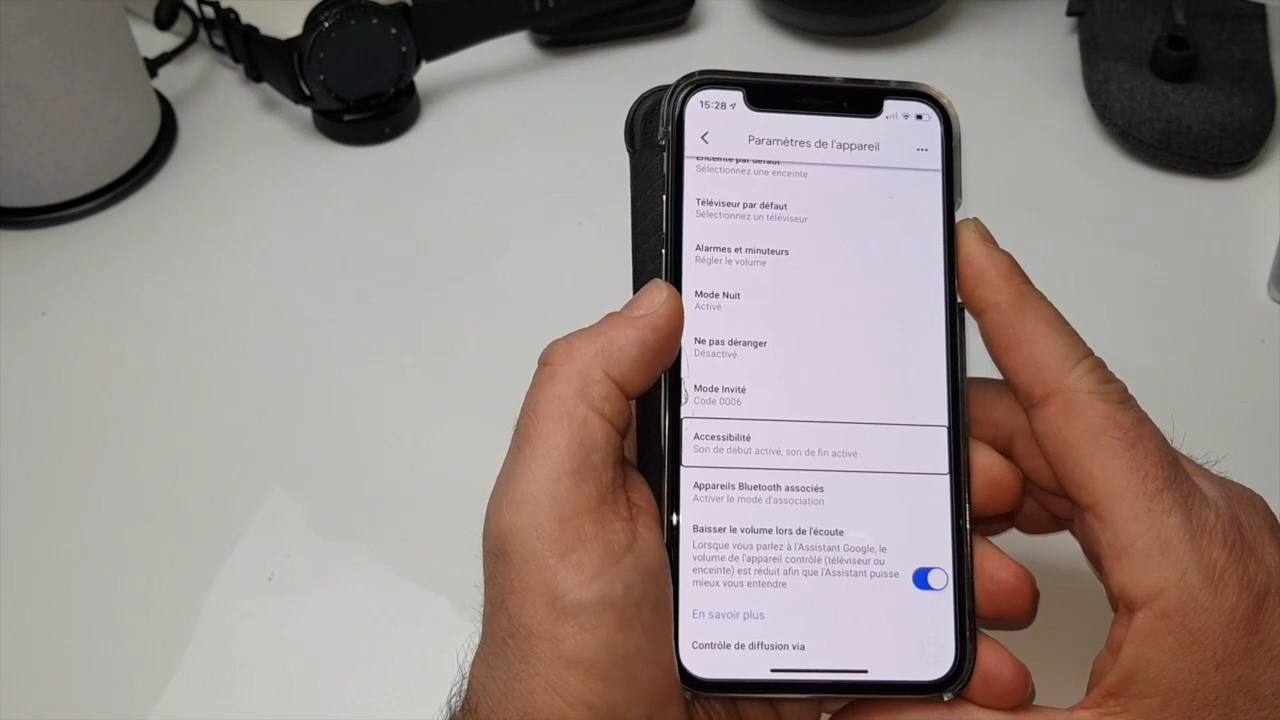 15:28
Paramètres de l'appareil
Enceinte par défaut
Sélectionnez une enceinte
Téléviseur par défaut
Sélectionnez un téléviseur
Alarmes et minuteurs
Régler le volume
Mode Nuit
Activé
Ne pas déranger
Désactivé
Mode Invité
Code 0006
Accessibilité
Son de début activé, son de fin activé
Appareils Bluetooth associés
Activer le mode d'association
Baisser le volume lors de l'écoute
Lorsque vous parlez à l'Assistant Google, le
volume de l'appareil contrôlé (téléviseur ou
enceinte) est réduit afin que l'Assistant puisse
mieux vous entendre
En savoir plus
Contrôle de diffusion via